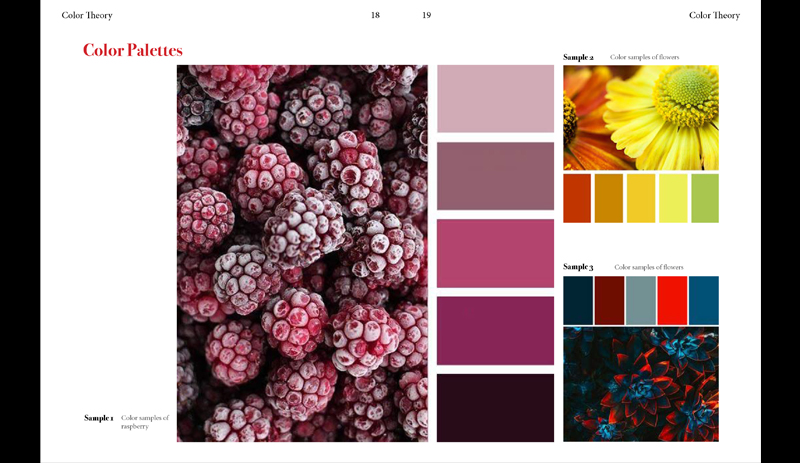 Color Theory
18
19
Color Theory
Color Palettes
Sample 1
Color samples of
raspberry
Sample 2
Color samples of flowers
Sample 3
Color samples of flowers